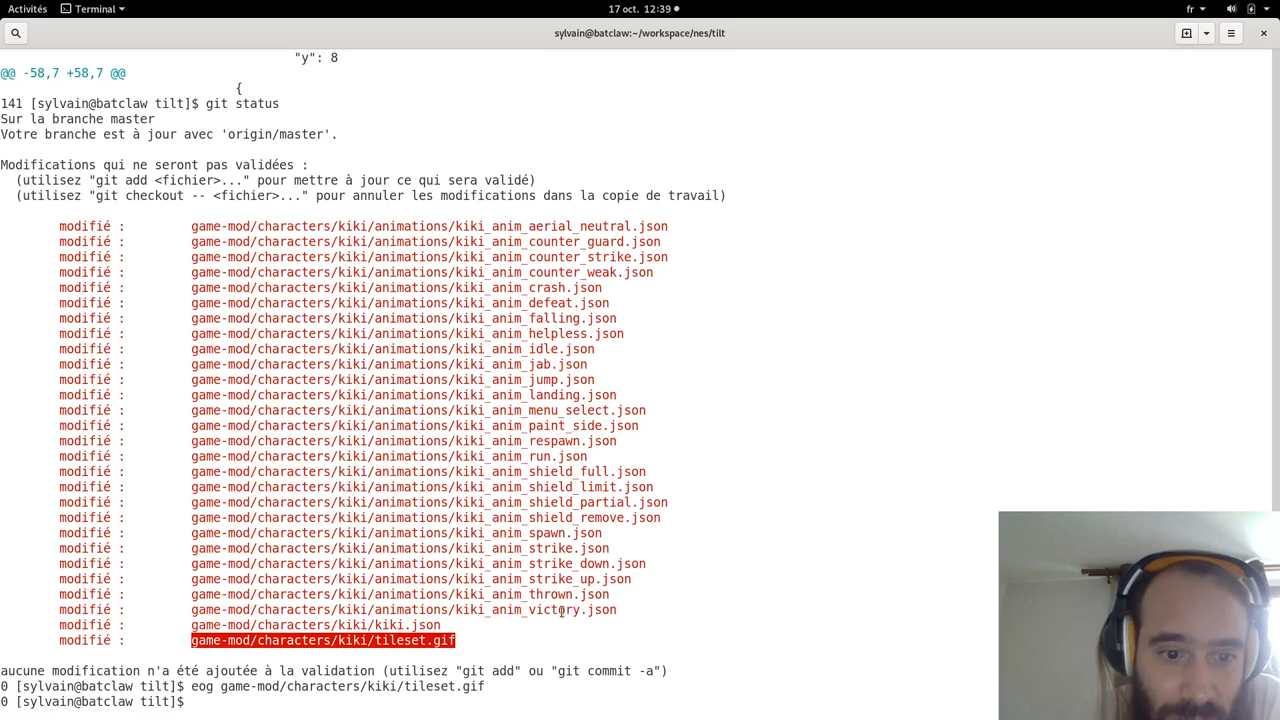 Activités
Terminal
17 oct. 12:39
fr
sylvain@batclaw:~/workspace/nes/tilt
"y": 8
@@ -58,7 +58,7 @@
{
141 [sylvain@batclaw tilt]$ git status
Sur la branche master
Votre branche est à jour avec 'origin/master'.
Modifications qui ne seront pas validées :
(utilisez "git add <fichier>..." pour mettre à jour ce qui sera validé)
(utilisez "git checkout -- <fichier>..." pour annuler les modifications dans la copie de travail)
modifié : game-mod/characters/kiki/animations/kiki_anim_aerial_neutral.json
modifié : game-mod/characters/kiki/animations/kiki_anim_counter_guard.json
modifié : game-mod/characters/kiki/animations/kiki_anim_counter_strike.json
modifié : game-mod/characters/kiki/animations/kiki_anim_counter_weak.json
modifié : game-mod/characters/kiki/animations/kiki_anim_crash.json
modifié : game-mod/characters/kiki/animations/kiki_anim_defeat.json
modifié : game-mod/characters/kiki/animations/kiki_anim_falling.json
modifié : game-mod/characters/kiki/animations/kiki_anim_helpless.json
modifié : game-mod/characters/kiki/animations/kiki_anim_idle.json
modifié : game-mod/characters/kiki/animations/kiki_anim_jab.json
modifié : game-mod/characters/kiki/animations/kiki_anim_jump.json
modifié : game-mod/characters/kiki/animations/kiki_anim_landing.json
modifié : game-mod/characters/kiki/animations/kiki_anim_menu_select.json
modifié : game-mod/characters/kiki/animations/kiki_anim_paint_side.json
modifié : game-mod/characters/kiki/animations/kiki_anim_respawn.json
modifié : game-mod/characters/kiki/animations/kiki_anim_run.json
modifié : game-mod/characters/kiki/animations/kiki_anim_shield_full.json
modifié : game-mod/characters/kiki/animations/kiki_anim_shield_limit.json
modifié : game-mod/characters/kiki/animations/kiki_anim_shield_partial.json
modifié : game-mod/characters/kiki/animations/kiki_anim_shield_remove.json
modifié : game-mod/characters/kiki/animations/kiki_anim_spawn.json
modifié : game-mod/characters/kiki/animations/kiki_anim_strike.json
modifié : game-mod/characters/kiki/animations/kiki_anim_strike_down.json
modifié : game-mod/characters/kiki/animations/kiki_anim_strike_up.json
modifié : game-mod/characters/kiki/animations/kiki_anim_thrown.json
modifié : game-mod/characters/kiki/animations/kiki_anim_victory.json
modifié : game-mod/characters/kiki/kiki.json
modifié : game-mod/characters/kiki/tileset.gif
aucune modification n'a été ajoutée à la validation (utilisez "git add" ou "git commit -a")
0 [sylvain@batclaw tilt]$ eog game-mod/characters/kiki/tileset.gif
0 [sylvain@batclaw tilt]$